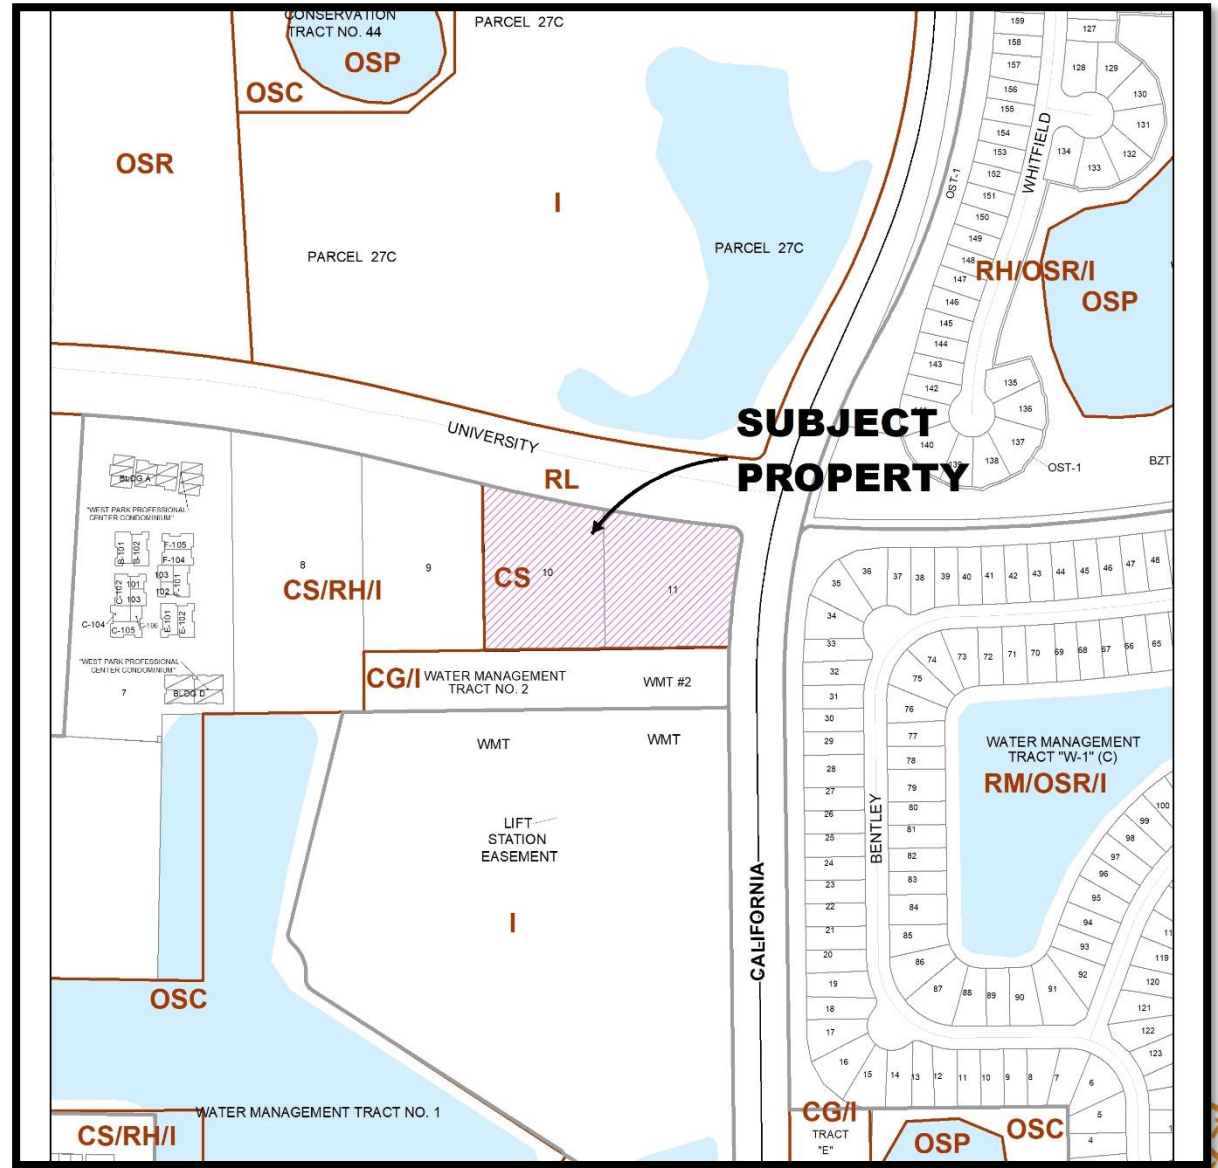 CONSERVATION
TRACT NO. 44
OSP
OSC
PARCEL 27C
OSR
I
PARCEL 27C
PARCEL 27C
OST-1
WHITFIELD
159
158
157
156
155
154
153
152
151
150
149
148
147
146
145
144
143
142
140
139
138
137
136
135
127
128
129
130
131
132
133
134
RH/OSR/I
OSP
OST-1
BZT
UNIVERSITY
RL
SUBJECT
PROPERTY
BLDG A
"WEST PARK PROFESSIONAL
CENTER CONDOMINIUM"
B-101
B-102
F-105
F-104
103
102
F-101
C-102
101
103
C-104
C-106
C-105
E-101
E-102
"WEST PARK PROFESSIONAL
CENTER CONDOMINIUM"
7
BLDG D
8
CS/RH/I
9
CS
10
11
CG/I
WATER MANAGEMENT
TRACT NO. 2
WMT #2
WMT
WMT
LIFT
STATION
EASEMENT
I
CALIFORNIA
BENTLEY
35
36
37
38
39
40
41
42
43
44
45
46
47
48
34
33
32
31
30
29
28
27
26
25
24
23
22
21
20
19
18
17
16
15
14
13
12
11
10
9
8
7
6
5
4
74
73
72
71
70
69
68
67
66
65
75
76
77
78
79
80
81
82
83
84
85
86
87
88
89
90
91
92
93
94
95
96
97
98
99
100
WATER MANAGEMENT
TRACT "W-1" (C)
RM/OSR/I
11
119
120
121
122
123
OSC
WATER MANAGEMENT TRACT NO. 1
CS/RH/I
CG/I
TRACT
"E"
OSP
OSC